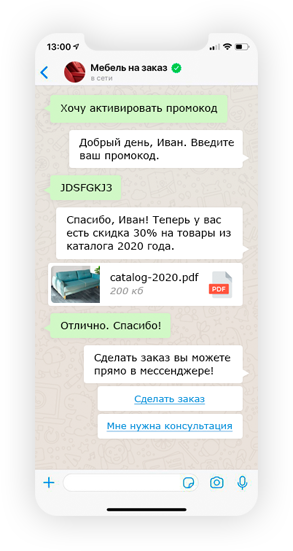 13:00
Мебель на заказ
в сети
Хочу активировать промокод
Добрый день, Иван. Введите
ваш промокод.
JDSFGKJ3
Спасибо, Иван! Теперь у вас
есть скидка 30% на товары из
каталога 2020 года.
catalog-2020.pdf
200 кб
PDF
Отлично. Спасибо!
Сделать заказ вы можете
прямо в мессенджере!
Сделать заказ
Мне нужна консультация